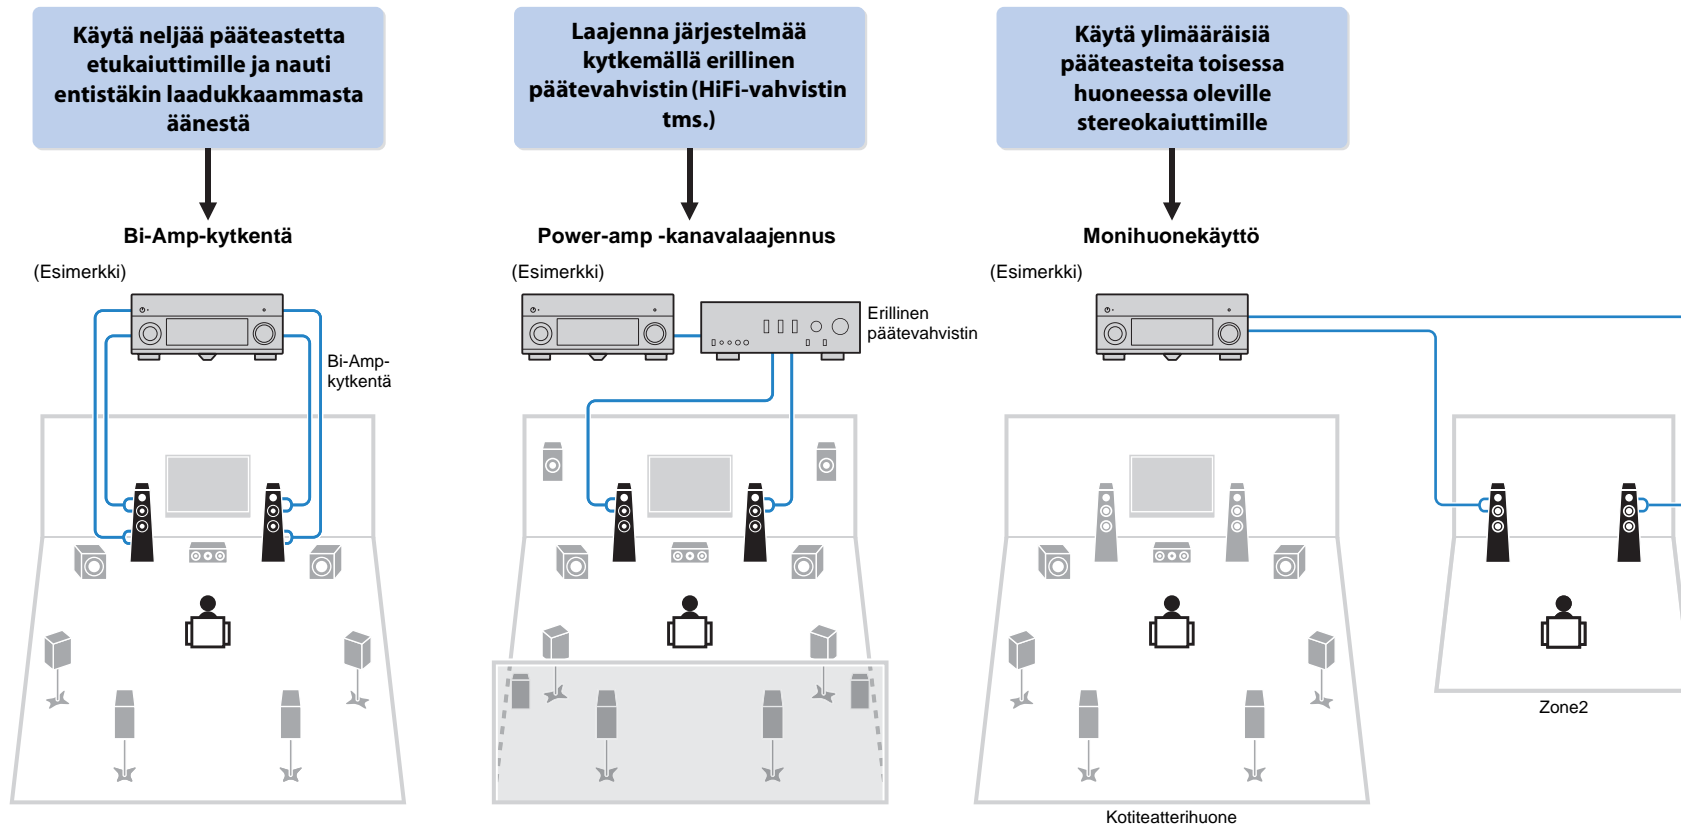 Käytä neljää pääteastetta
etukaiuttimille ja nauti
entistäkin laadukkaammasta
äänestä
Bi-Amp-kytkentä
(Esimerkki)
Bi-Amp-
kytkentä
Laajenna järjestelmää
kytkemällä erillinen
päätevahvistin (HiFi-vahvistin
tms.)
Power-amp -kanavalaajennus
(Esimerkki)
Erillinen
päätevahvistin
Käytä ylimääräisiä
pääteasteita toisessa
huoneessa oleville
stereokaiuttimille
Monihuonekäyttö
(Esimerkki)
Zone2
Kotiteatterihuone